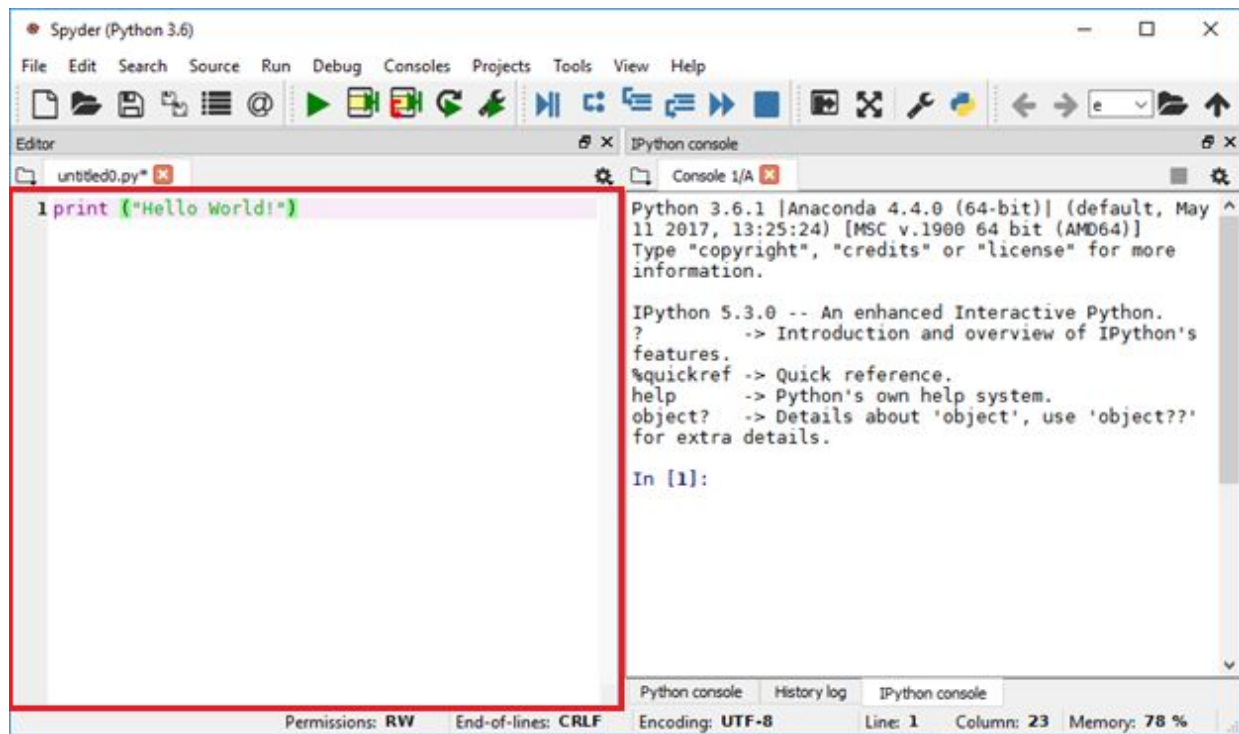 Spyder (Python 3.6)
File Edit Search Source Run Debug Consoles Projects Tools View Help
@ e
Editor
untitled0.py*
1 print ("Hello World!")
IPython console
Console 1/A
Python 3.6.1 |Anaconda 4.4.0 (64-bit)| (default, May
11 2017, 13:25:24) [MSC v.1900 64 bit (AMD64)]
Type "copyright", "credits" or "license" for more
information.
IPython 5.3.0 -- An enhanced Interactive Python.
? -> Introduction and overview of IPython's
features.
%quickref -> Quick reference.
help -> Python's own help system.
object? -> Details about 'object', use 'object??'
for extra details.
In [1]:
Python console History log IPython console
Permissions: RW End-of-lines: CRLF Encoding: UTF-8 Line: 1 Column: 23 Memory: 78 %